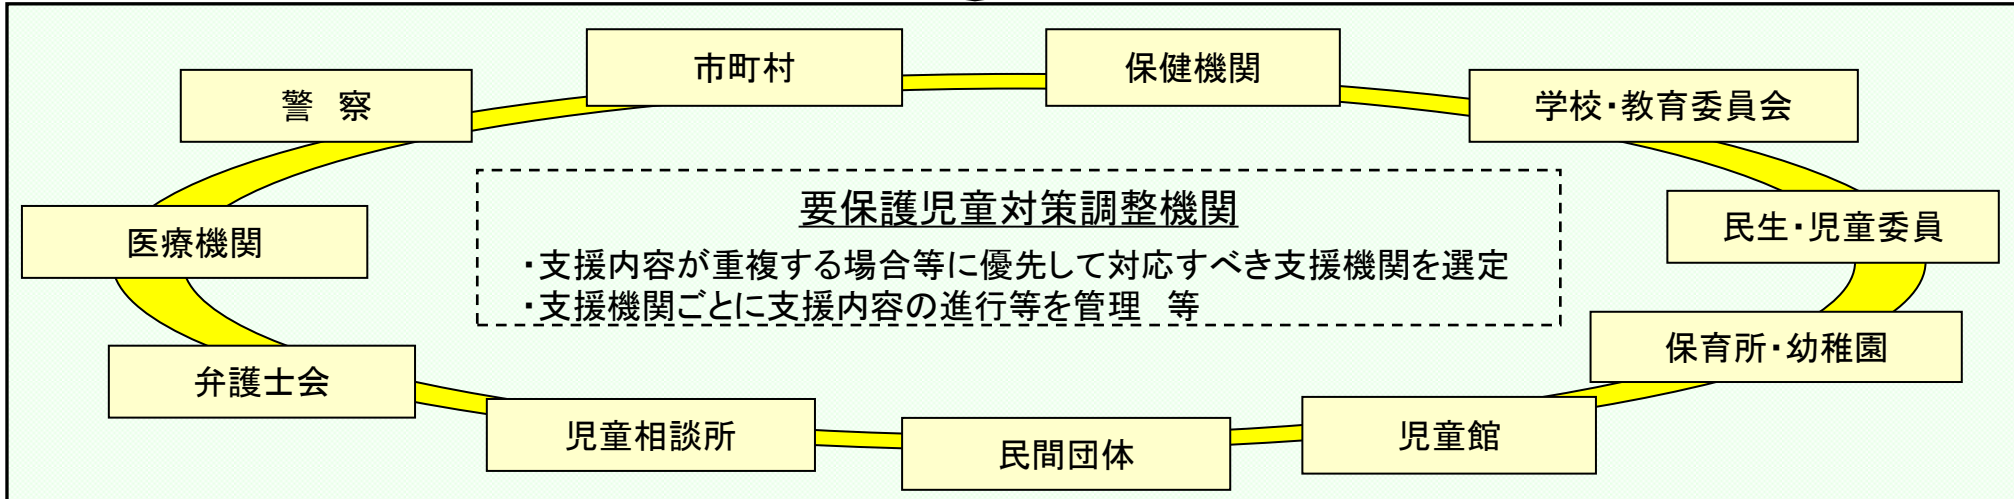 市町村
保健機関
警　察
学校・教育委員会
要保護児童対策調整機関
・支援内容が重複する場合等に優先して対応すべき支援機関を選定
・支援機関ごとに支援内容の進行等を管理　等
医療機関
民生・児童委員
弁護士会
保育所・幼稚園
児童相談所
民間団体
児童館